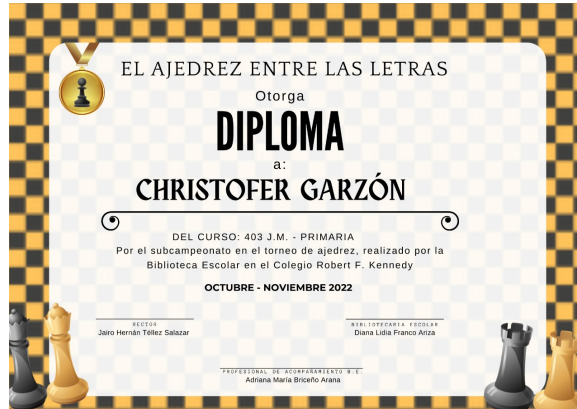 EL AJEDREZ ENTRE LAS LETRAS
Otorga
DIPLOMA
a:
CHRISTOFER GARZÓN
DEL CURSO: 403 J.M. - PRIMARIA
Por el subcampeonato en el torneo de ajedrez, realizado por la
Biblioteca Escolar en el Colegio Robert F. Kennedy
OCTUBRE - NOVIEMBRE 2022
RECTOR
Jairo Hernán Téllez Salazar
BIBLIOTECARIA ESCOLAR
Diana Lidia Franco Ariza
PROFESIONAL DE ACOMPAÑAMIENTO B.E.
Adriana María Briceño Arana